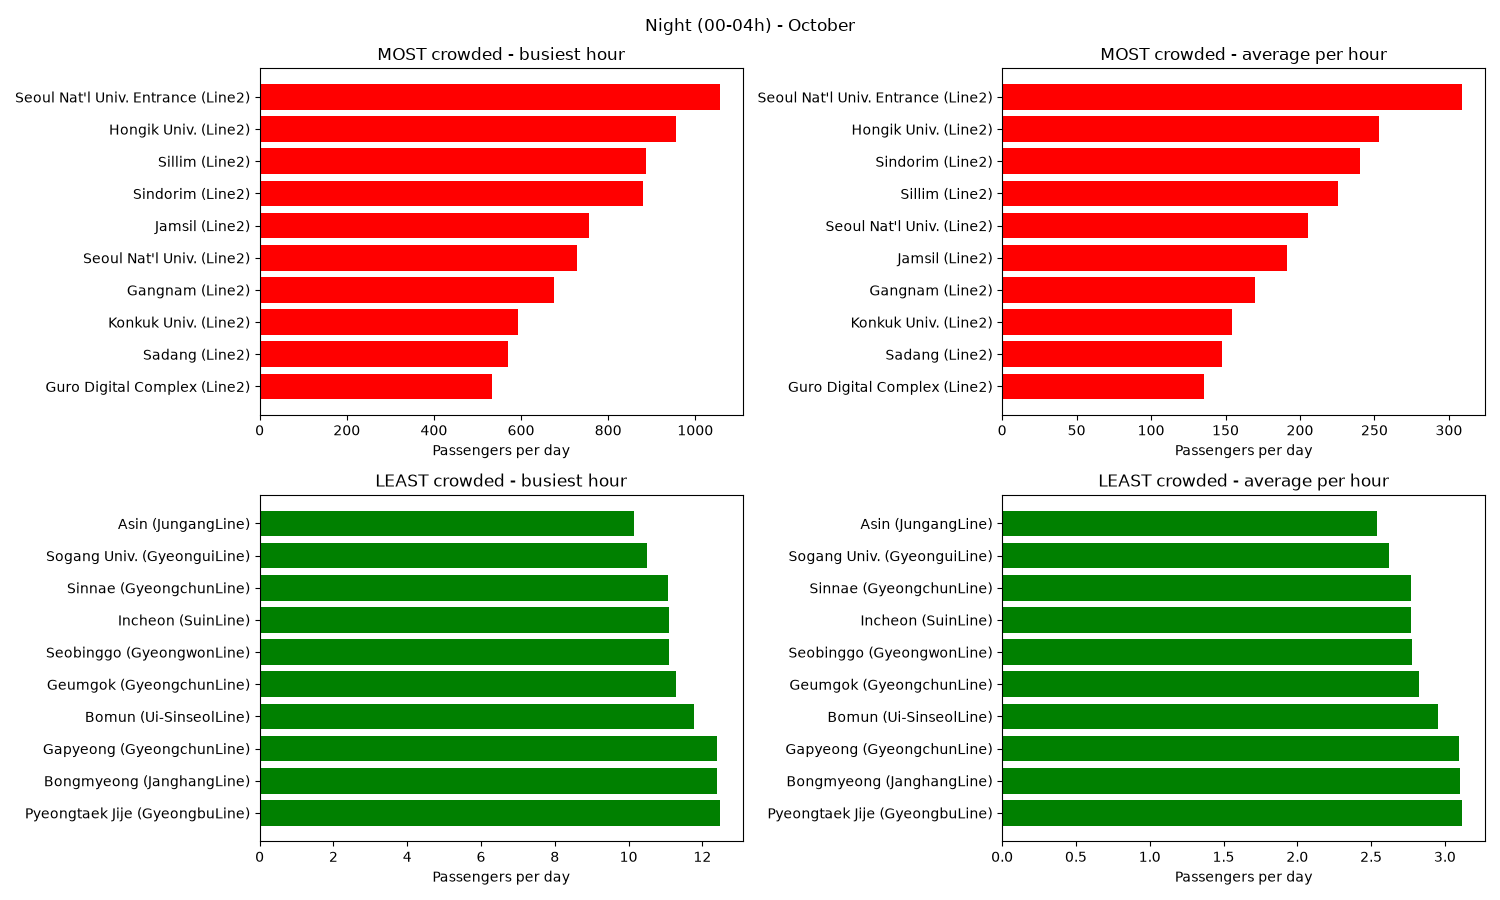 Night (00-04h) - October
MOST crowded - busiest hour
Seoul Nat'l Univ. Entrance (Line2)
Hongik Univ. (Line2)
Sillim (Line2)
Sindorim (Line2)
Jamsil (Line2)
Seoul Nat'l Univ. (Line2)
Gangnam (Line2)
Konkuk Univ. (Line2)
Sadang (Line2)
Guro Digital Complex (Line2)
0 200 400 600 800 1000
Passengers per day
MOST crowded - average per hour
Seoul Nat'l Univ. Entrance (Line2)
Hongik Univ. (Line2)
Sindorim (Line2)
Sillim (Line2)
Seoul Nat'l Univ. (Line2)
Jamsil (Line2)
Gangnam (Line2)
Konkuk Univ. (Line2)
Sadang (Line2)
Guro Digital Complex (Line2)
0 50 100 150 200 250 300
Passengers per day
LEAST crowded - busiest hour
Asin (JungangLine)
Sogang Univ. (GyeonguiLine)
Sinnae (GyeongchunLine)
Incheon (SuinLine)
Seobinggo (GyeongwonLine)
Geumgok (GyeongchunLine)
Bomun (Ui-SinseolLine)
Gapyeong (GyeongchunLine)
Bongmyeong (JanghangLine)
Pyeongtaek Jije (GyeongbuLine)
0 2 4 6 8 10 12
Passengers per day
LEAST crowded - average per hour
Asin (JungangLine)
Sogang Univ. (GyeonguiLine)
Sinnae (GyeongchunLine)
Incheon (SuinLine)
Seobinggo (GyeongwonLine)
Geumgok (GyeongchunLine)
Bomun (Ui-SinseolLine)
Gapyeong (GyeongchunLine)
Bongmyeong (JanghangLine)
Pyeongtaek Jije (GyeongbuLine)
0.0 0.5 1.0 1.5 2.0 2.5 3.0
Passengers per day